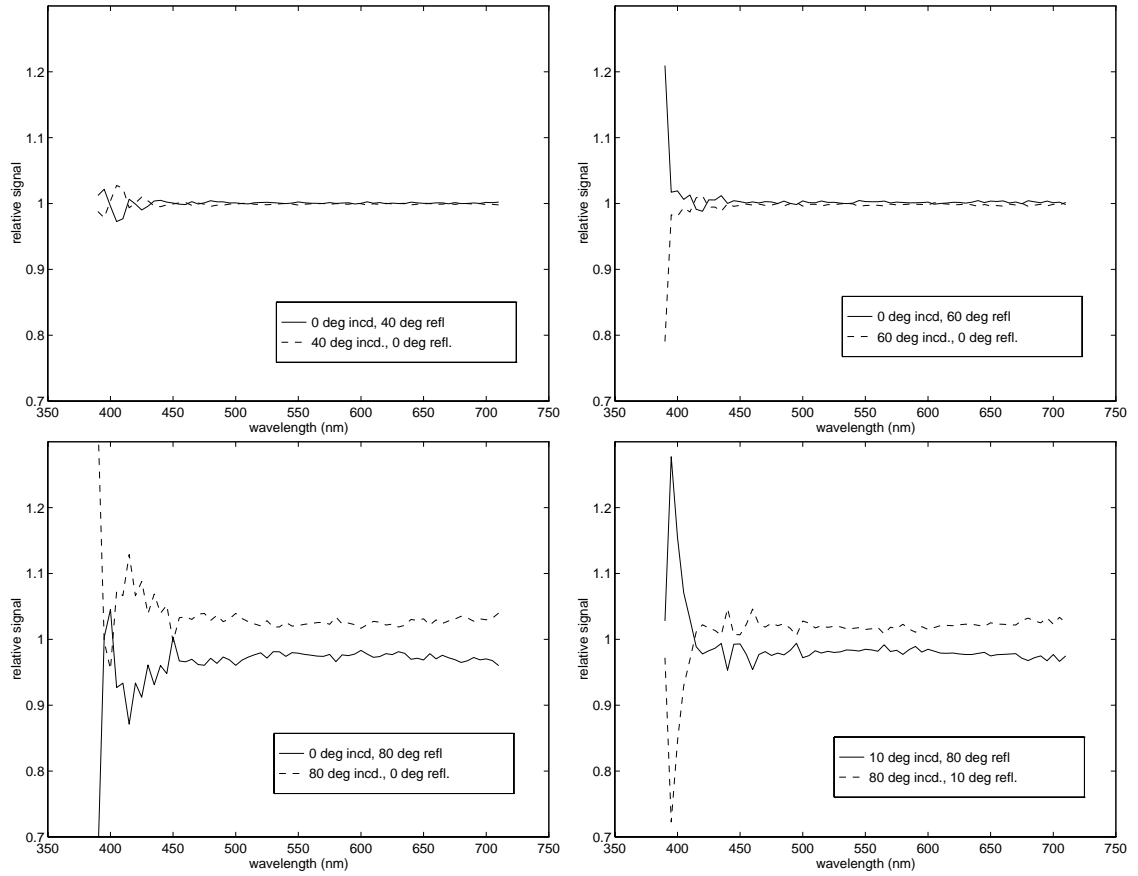 1.2
1.1
1
0.9
0.8
0.7
relative signal
0 deg incd, 40 deg refl
40 deg incd., 0 deg refl.
350 400 450 500 550 600 650 700 750
wavelength (nm)
1.2
1.1
1
0.9
0.8
0.7
relative signal
0 deg incd, 60 deg refl
60 deg incd., 0 deg refl.
350 400 450 500 550 600 650 700 750
wavelength (nm)
1.2
1.1
1
0.9
0.8
0.7
relative signal
0 deg incd, 80 deg refl
80 deg incd., 0 deg refl.
350 400 450 500 550 600 650 700 750
wavelength (nm)
1.2
1.1
1
0.9
0.8
0.7
relative signal
10 deg incd, 80 deg refl
80 deg incd., 10 deg refl.
350 400 450 500 550 600 650 700 750
wavelength (nm)